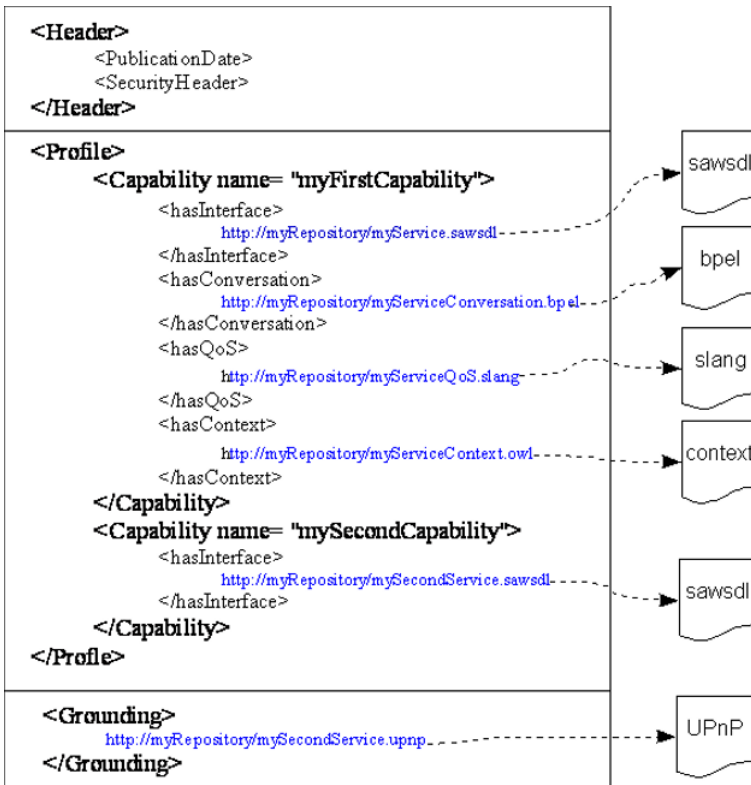 <Header>
<PublicationDate>
<SecurityHeader>
</Header>
<Profile>
<Capability name= "myFirstCapability">
<hasInterface>
http://myRepository/myService.sawsdl
</hasInterface>
<hasConversation>
http://myRepository/myServiceConversation.bpel
</hasConversation>
<hasQoS>
http://myRepository/myServiceQoS.slang
</hasQoS>
<hasContext>
http://myRepository/myServiceContext.owl
</hasContext>
</Capability>
<Capability name= "mySecondCapability">
<hasInterface>
http://myRepository/mySecondService.sawsdl
</hasInterface>
</Capability>
</Profle>
<Grounding>
http://myRepository/mySecondService.upnp
</Grounding>
sawsdl
bpel
slang
context
sawsdl
UPnP